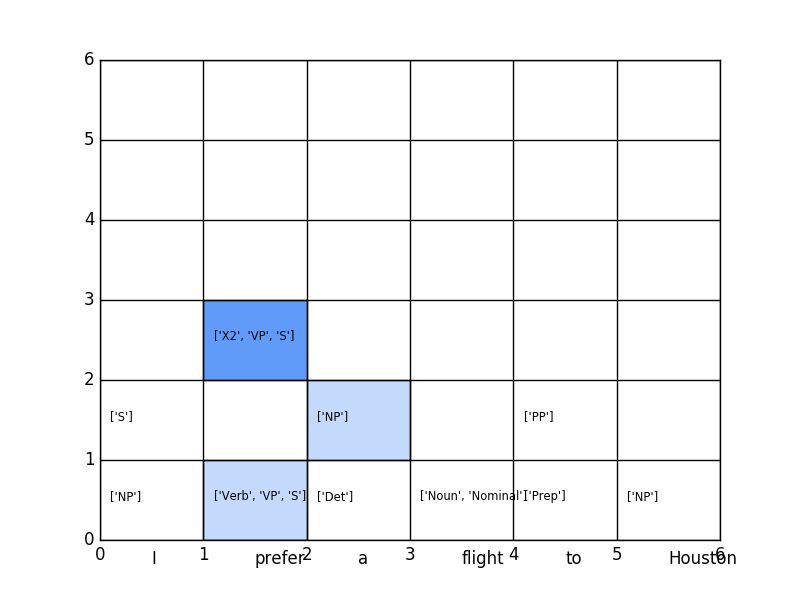 6
5
4
3
['X2', 'VP', 'S']
2
['S'] ['NP'] ['PP']
1
['NP'] ['Verb', 'VP', 'S'] ['Det'] ['Noun', 'Nominal'] ['Prep'] ['NP']
0
0 1 2 3 4 5 6
I prefer a flight to Houston